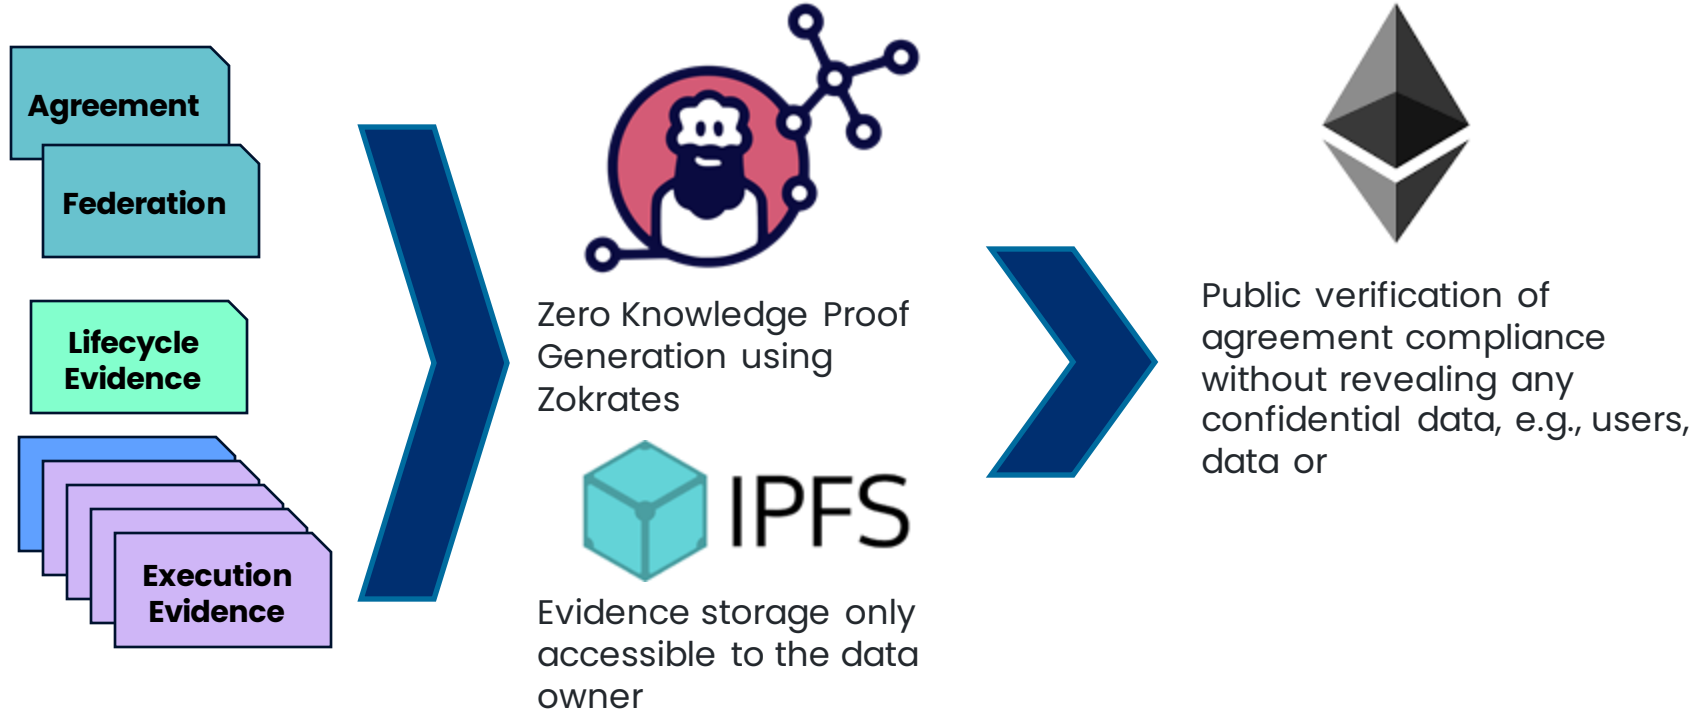 Agreement
Federation
Lifecycle
Evidence
Execution
Evidence
Zero Knowledge Proof
Generation using
Zokrates
IPFS
Evidence storage only
accessible to the data
owner
Public verification of
agreement compliance
without revealing any
confidential data, e.g., users,
data or